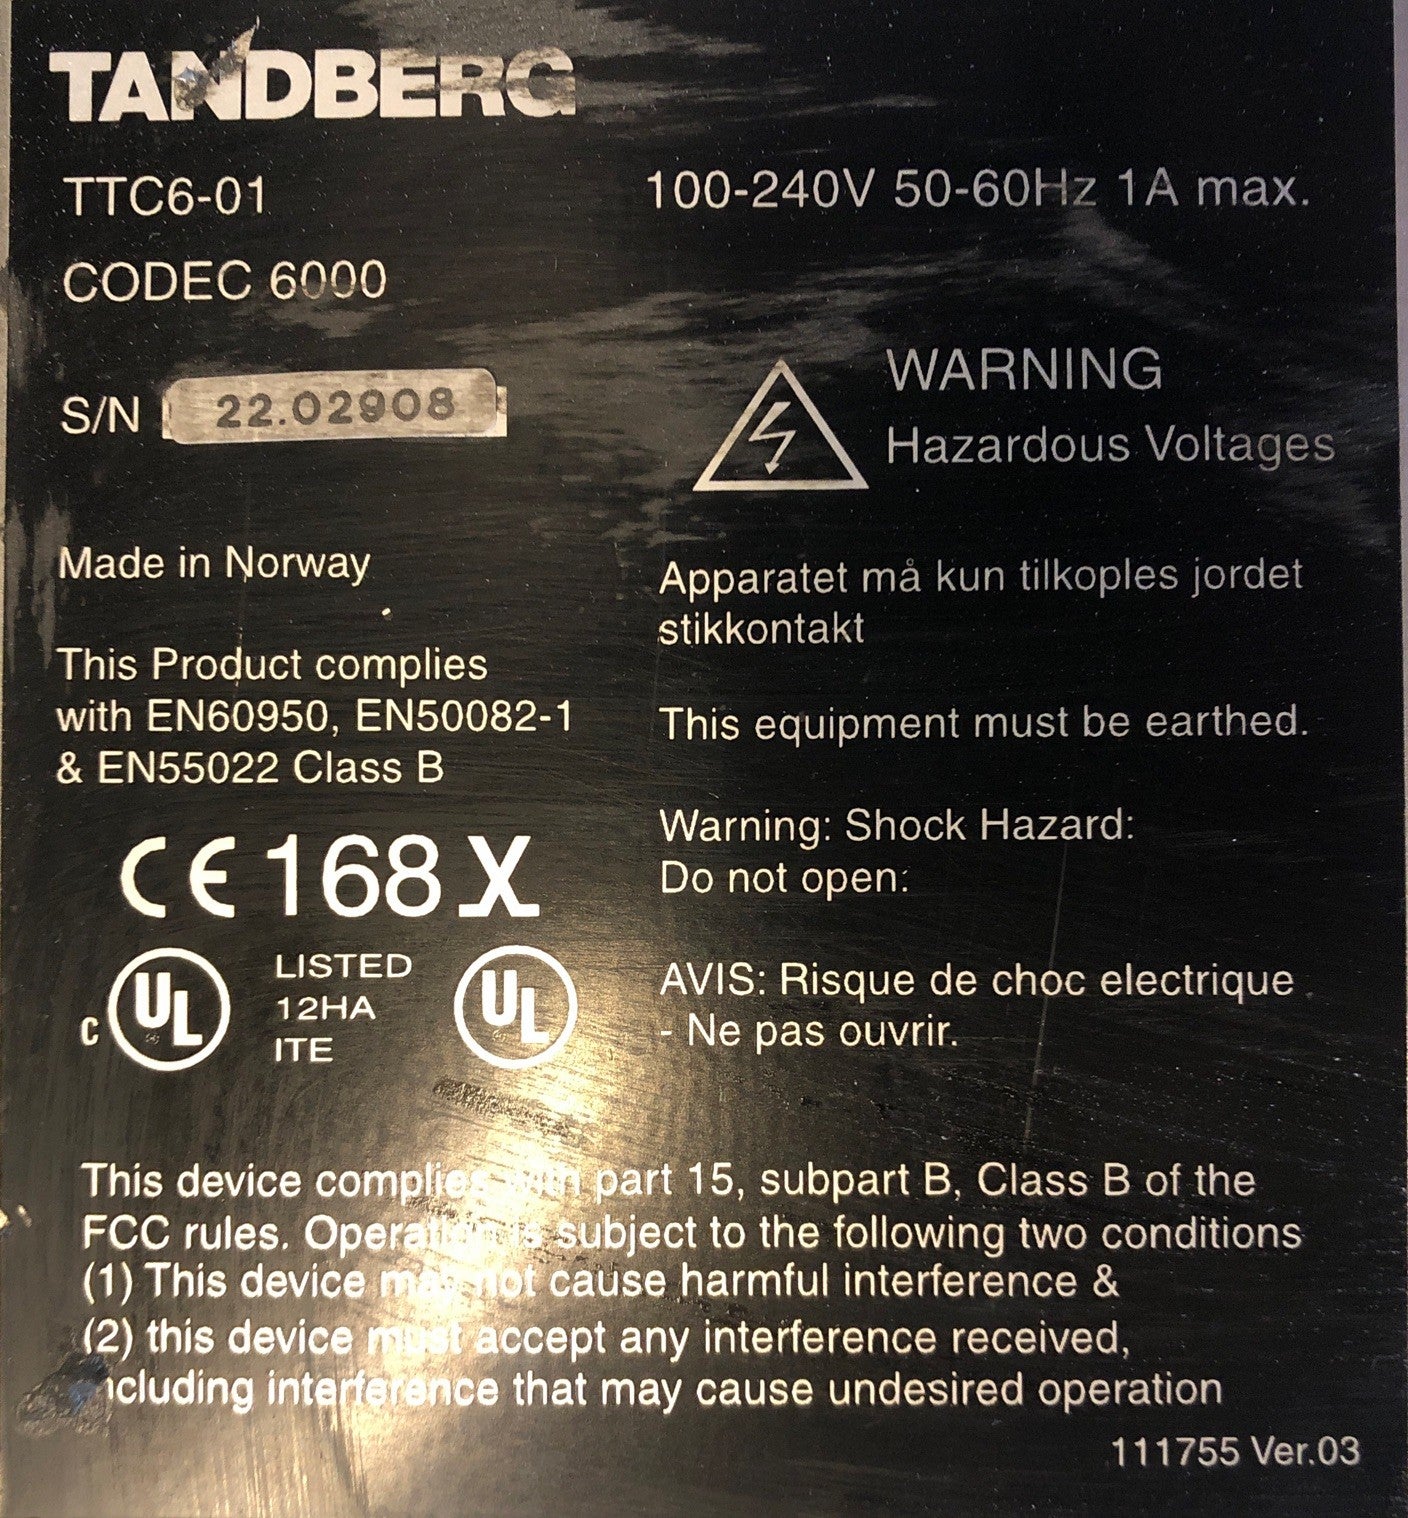 TANDBERG
TTC6-01
CODEC 6000
S/N 22.02908
Made in Norway
This Product complies
with EN60950, EN50082-1
& EN55022 Class B
CE 168 X
c UL LISTED UL
12HA
ITE
100-240V 50-60Hz 1A max.
WARNING
Hazardous Voltages
Apparatet må kun tilkoples jordet
stikkontakt
This equipment must be earthed.
Warning: Shock Hazard:
Do not open:
AVIS: Risque de choc electrique
- Ne pas ouvrir.
This device complies with part 15, subpart B, Class B of the
FCC rules. Operation is subject to the following two conditions
(1) This device may not cause harmful interference &
(2) this device must accept any interference received,
including interference that may cause undesired operation
111755 Ver.03